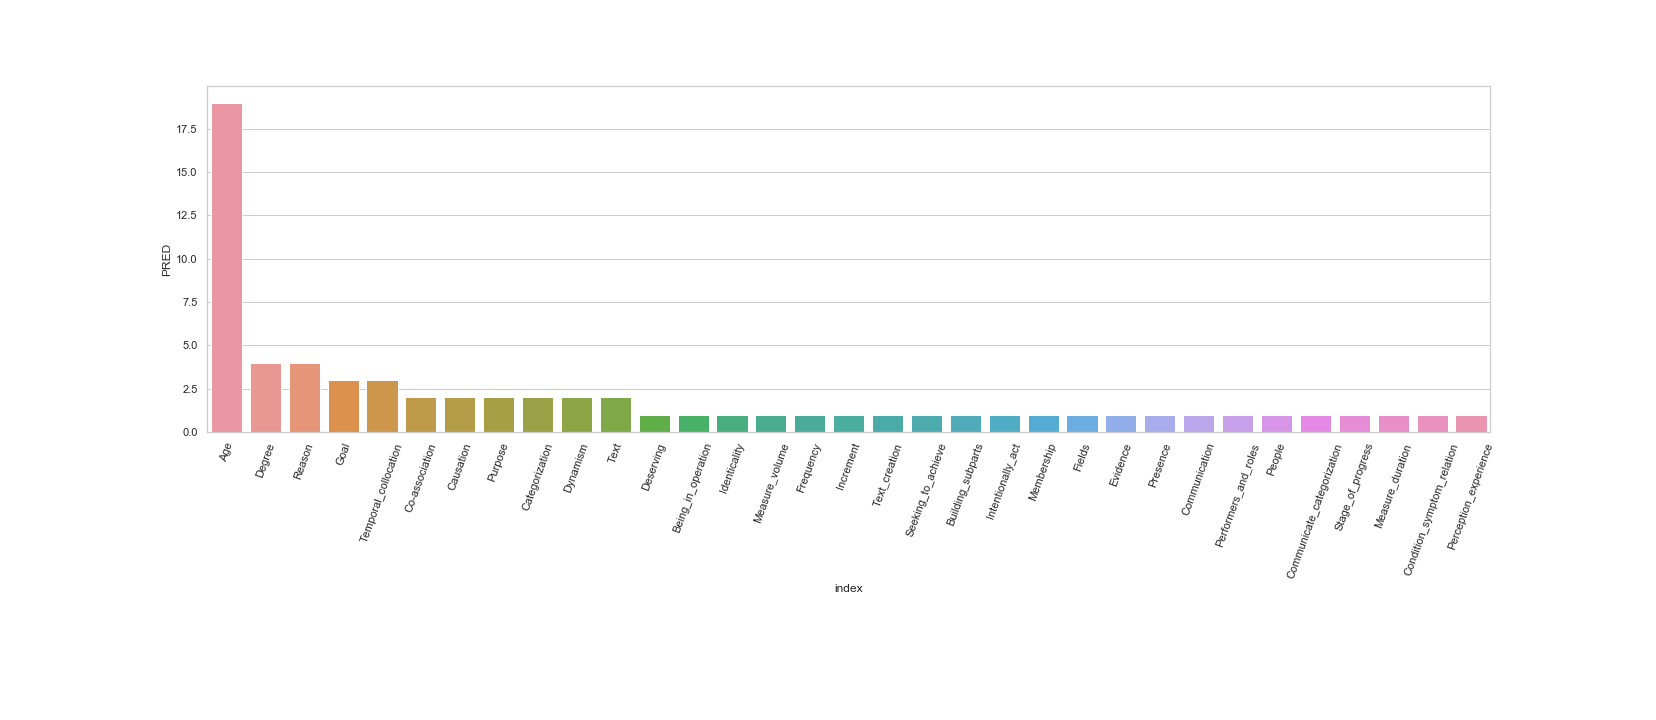 17.5
15.0
12.5
10.0
7.5
5.0
2.5
0.0
PRED
Age
Degree
Reason
Goal
Temporal_collocation
Co-association
Causation
Purpose
Categorization
Dynamism
Text
Deserving
Being_in_operation
Identicality
Measure_volume
Frequency
Increment
Text_creation
Seeking_to_achieve
Building_subparts
Intentionally_act
Membership
Fields
Evidence
Presence
Communication
Performers_and_roles
People
Communicate_categorization
Stage_of_progress
Measure_duration
Condition_symptom_relation
Perception_experience
index